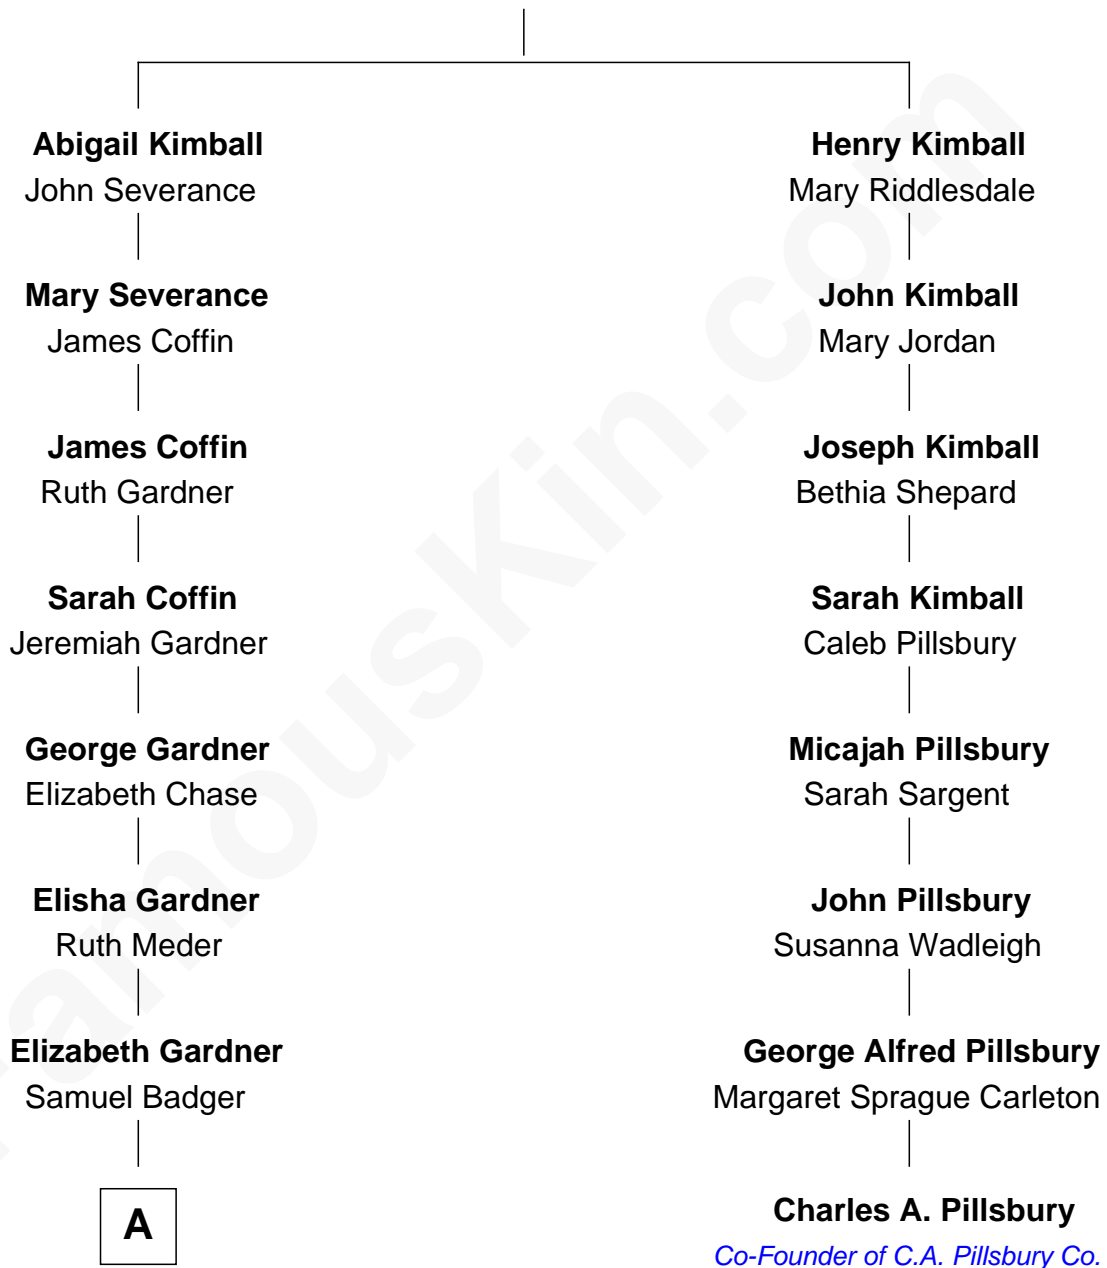 Abigail Kimball
John Severance
Henry Kimball
Mary Riddlesdale
Mary Severance
James Coffin
John Kimball
Mary Jordan
James Coffin
Ruth Gardner
Joseph Kimball
Bethia Shepard
Sarah Coffin
Jeremiah Gardner
Sarah Kimball
Caleb Pillsbury
George Gardner
Elizabeth Chase
Micajah Pillsbury
Sarah Sargent
Elisha Gardner
Ruth Meder
John Pillsbury
Susanna Wadleigh
Elizabeth Gardner
Samuel Badger
George Alfred Pillsbury
Margaret Sprague Carleton
A
Charles A. Pillsbury
Co-Founder of C.A. Pillsbury Co.
FamousKin.com